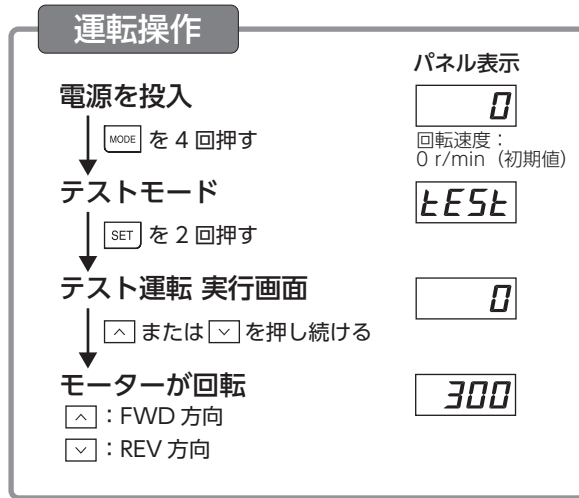 運転操作
パネル表示
電源を投入
0
MODE を 4 回押す
回転速度：
0 r/min（初期値）
テストモード
tESt
SET を 2 回押す
テスト運転 実行画面
0
または を押し続ける
モーターが回転
300
：FWD 方向
：REV 方向